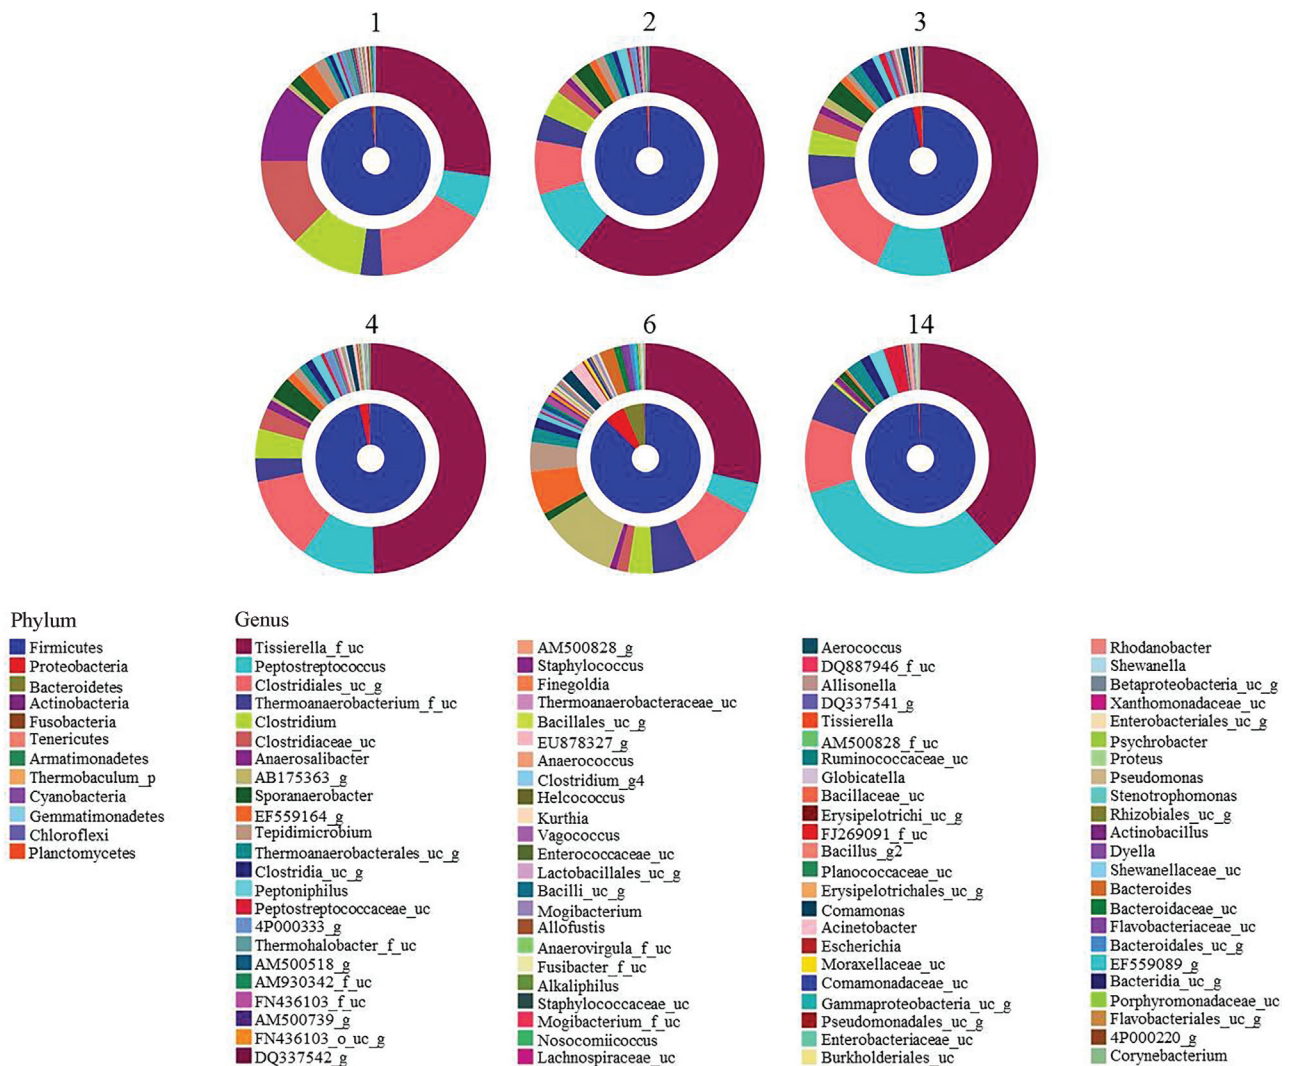 1
2
3
4
6
14
Phylum
Firmicutes
Proteobacteria
Bacteroidetes
Actinobacteria
Fusobacteria
Tenericutes
Armatimonadetes
Thermobaculum_p
Cyanobacteria
Gemmatimonadetes
Chloroflexi
Planctomycetes
Genus
Tissierella_f_uc
Peptostreptococcus
Clostridiales_uc_g
Thermoanaerobacterium_f_uc
Clostridium
Clostridiaceae_uc
Anaerosalibacter
AB175363_g
Sporanaerobacter
EF559164_g
Tepidimicrobium
Thermoanaerobacterales_uc_g
Clostridia_uc_g
Peptoniphilus
Peptostreptococcaceae_uc
4P000333_g
Thermohalobacter_f_uc
AM500518_g
AM930342_f_uc
FN436103_f_uc
AM500739_g
FN436103_o_uc_g
DQ337542_g
AM500828_g
Staphylococcus
Finegoldia
Thermoanaerobacteraceae_uc
Bacillales_uc_g
EU878327_g
Anaerococcus
Clostridium_g4
Helcococcus
Kurthia
Vagococcus
Enterococcaceae_uc
Lactobacillales_uc_g
Bacilli_uc_g
Mogibacterium
Allofustis
Anaerovirgula_f_uc
Fusibacter_f_uc
Alkaliphilus
Staphylococcaceae_uc
Mogibacterium_f_uc
Nosocomiicoccus
Lachnospiraceae_uc
Aerococcus
DQ887946_f_uc
Allisonella
DQ337541_g
Tissierella
AM500828_f_uc
Ruminococcaceae_uc
Globicatella
Bacillaceae_uc
Erysipelotrichi_uc_g
FJ269091_f_uc
Bacillus_g2
Planococcaceae_uc
Erysipelotrichales_uc_g
Comamonas
Acinetobacter
Escherichia
Moraxellaceae_uc
Comamonadaceae_uc
Gammaproteobacteria_uc_g
Pseudomonadales_uc_g
Enterobacteriaceae_uc
Burkholderiales_uc
Rhodanobacter
Shewanella
Betaproteobacteria_uc_g
Xanthomonadaceae_uc
Enterobacteriales_uc_g
Psychrobacter
Proteus
Pseudomonas
Stenotrophomonas
Rhizobiales_uc_g
Actinobacillus
Dyella
Shewanellaceae_uc
Bacteroides
Bacteroidaceae_uc
Flavobacteriaceae_uc
Bacteroidales_uc_g
EF559089_g
Bacteridia_uc_g
Porphyromonadaceae_uc
Flavobacteriales_uc_g
4P000220_g
Corynebacterium